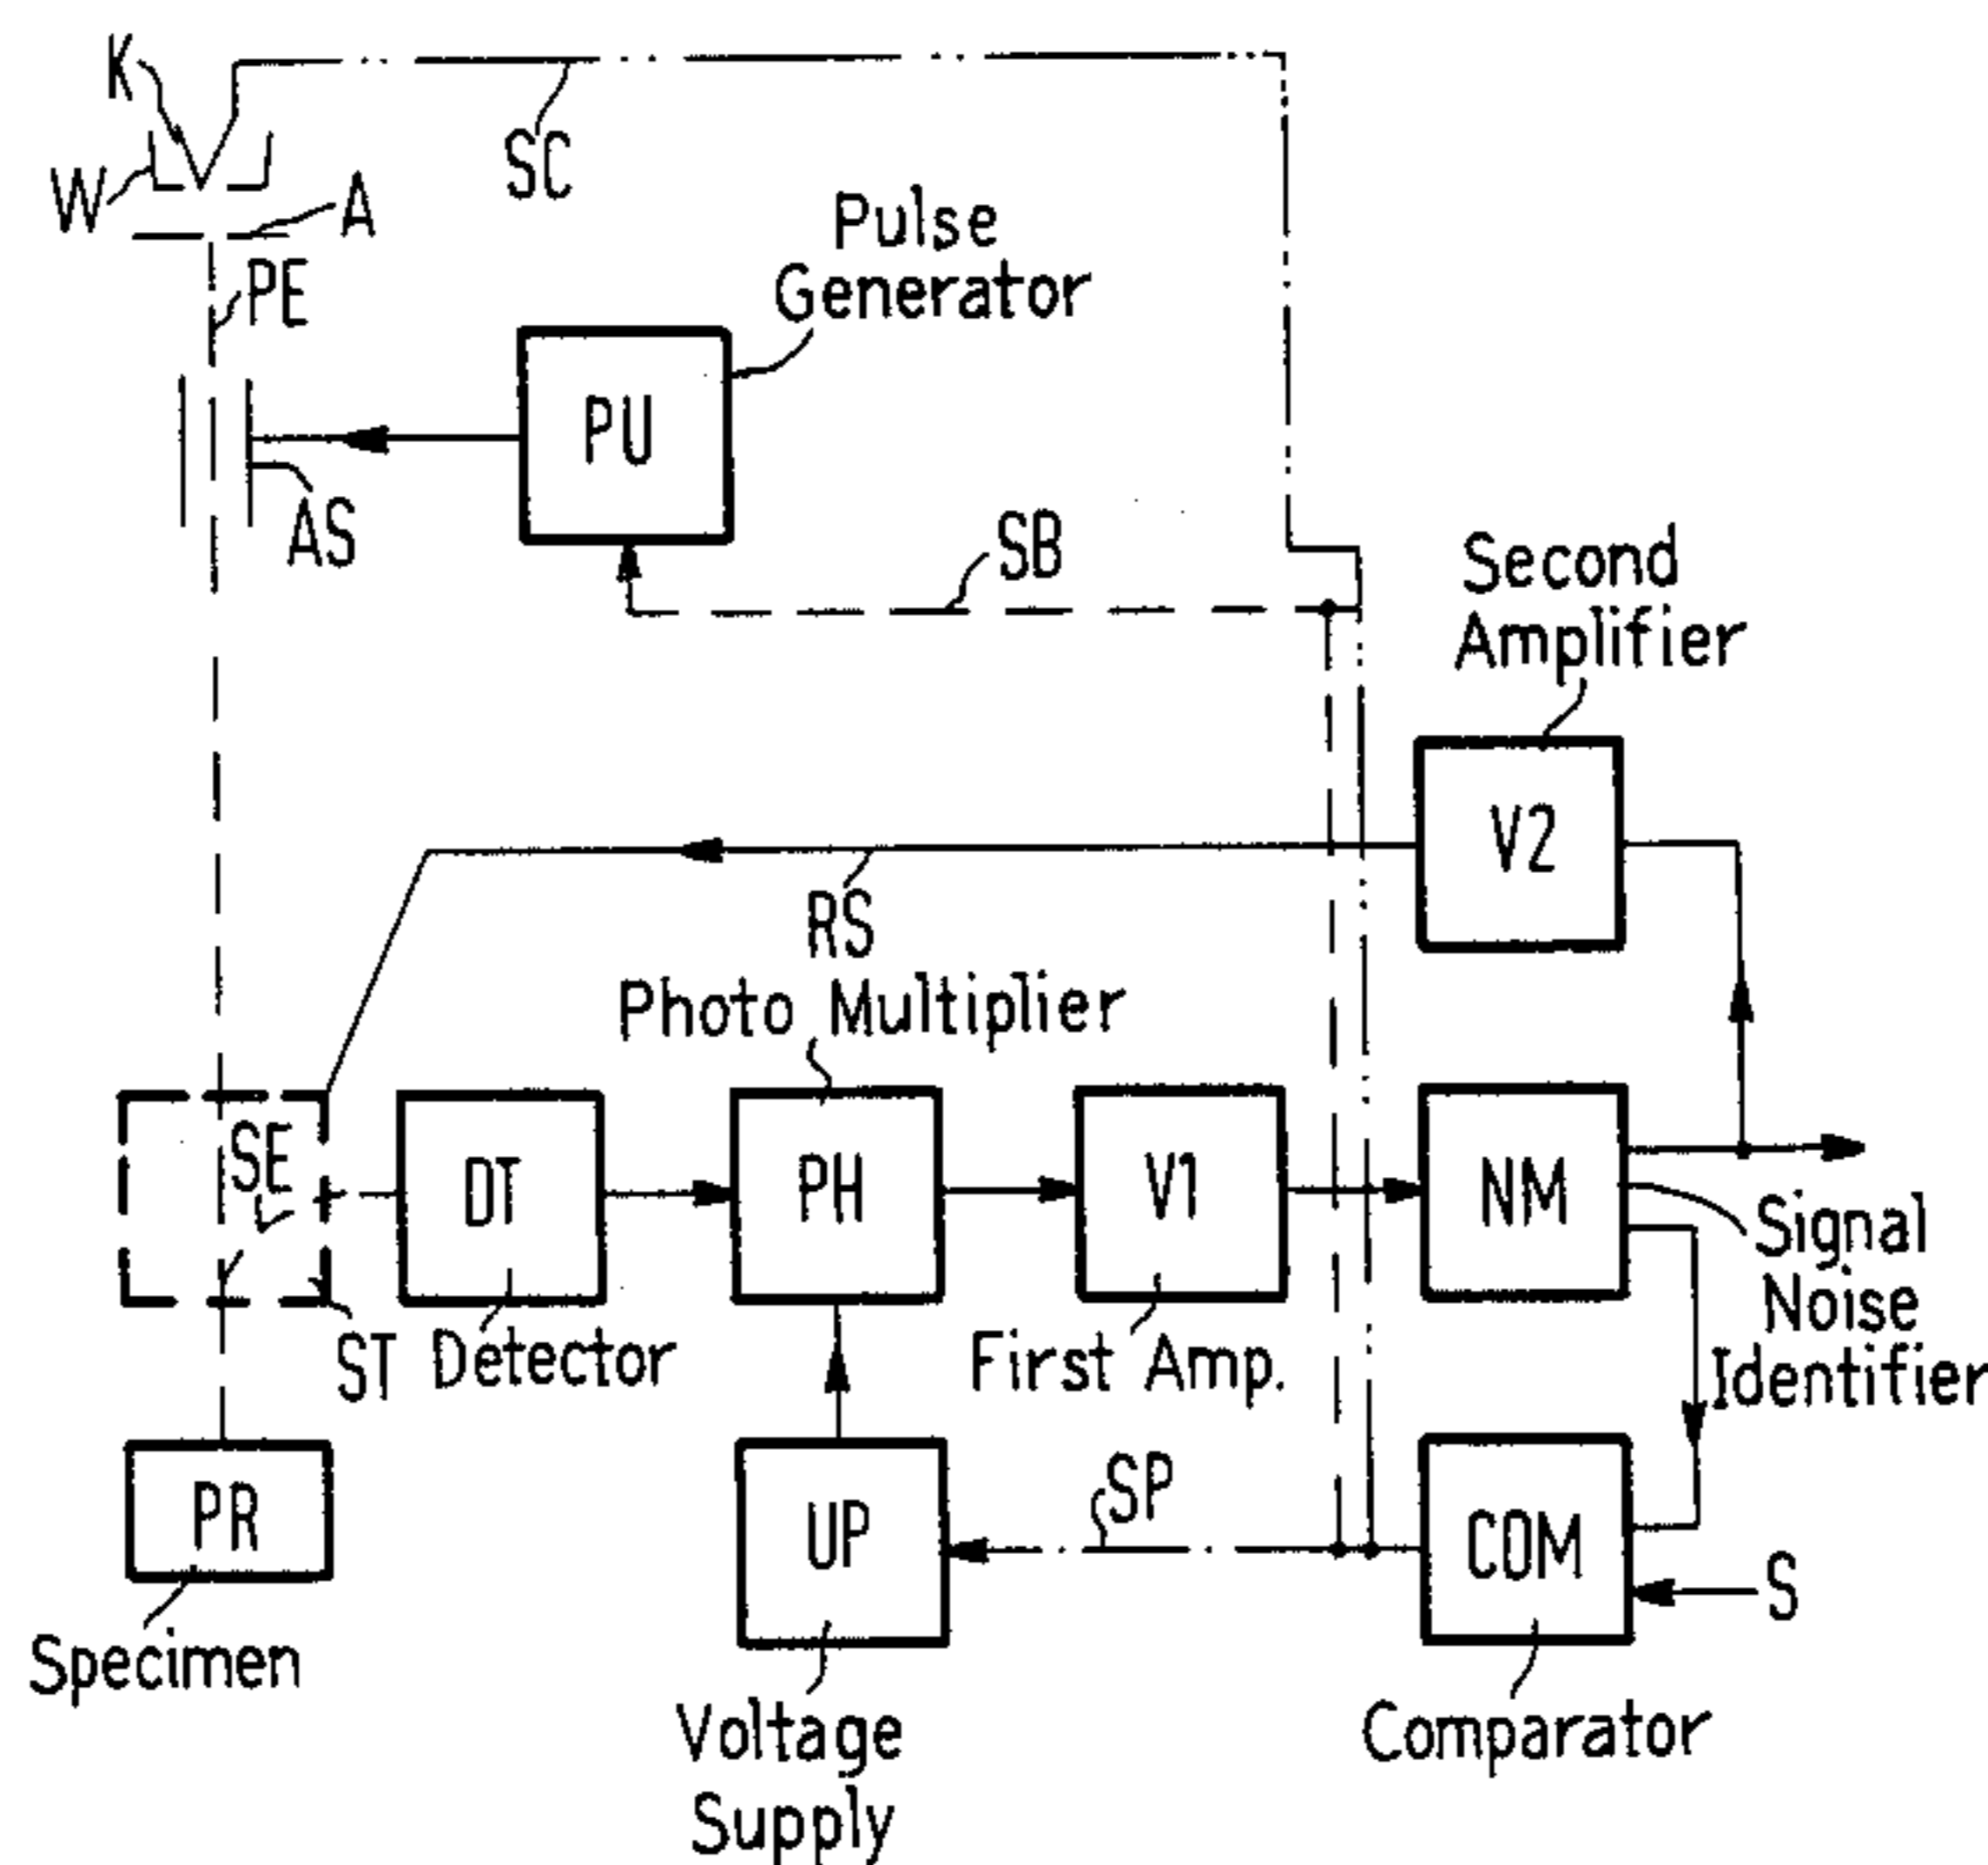 K
SC
W
A
PE
Pulse
Generator
PU
AS
SB
Second
Amplifier
V2
RS
Photo Multiplier
SE
DT
PH
V1
NM
Signal
Noise
Identifier
ST
Detector
First Amp.
PR
UP
SP
COM
S
Specimen
Voltage
Supply
Comparator